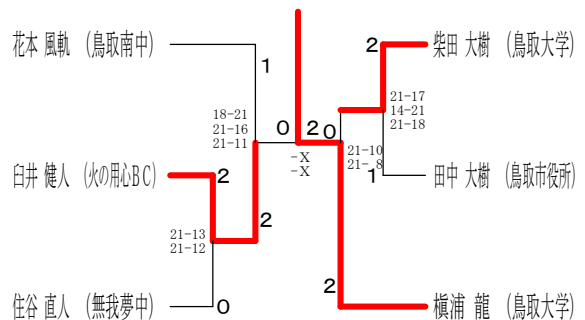 花本 風軌 (鳥取南中)
1
18-21
21-16
21-11
臼井 健人 (火の用心BC)
2
21-13
21-12
2
住谷 直人 (無我夢中)
0
0 2 0
-X
-X
2
柴田 大樹 (鳥取大学)
21-17
14-21
21-18
21-10
21- 8
1
田中 大樹 (鳥取市役所)
2
槇浦 龍 (鳥取大学)